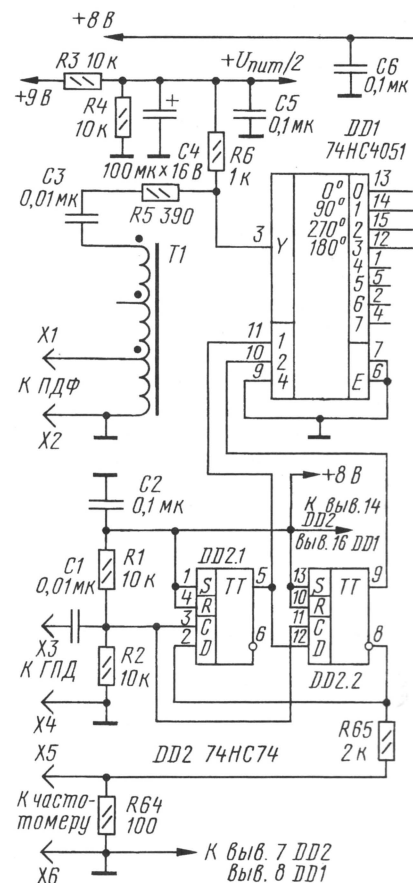 +8 В
R3 10 к
+Uпит/2
+9 В
R4
10 к
C4
100 мк × 16 В
C5
0,1 мк
C6
0,1 мк
R6
1 к
DD1
74HC4051
C3
0,01 мк
R5 390
T1
3
Y
0° 0 13
90° 1 14
270° 2 15
180° 3 12
4 1
5 5
6 2
7 4
11 1
10 2
9 4
7
E 6
X1
К ПДФ
X2
+8 В
C2
0,1 мк
К выв. 14
DD2
выв. 16 DD1
C1
0,01 мк
R1
10 к
DD2.1
1 S TT 5
4 R
3 C 6
2 D
13 S TT 9
10 R
11 C 8
12 D
DD2.2
X3
К ГПД
R2
10 к
X4
R65
2 к
X5
DD2 74HC74
К часто-
томеру
R64
100
X6
К выв. 7 DD2
выв. 8 DD1